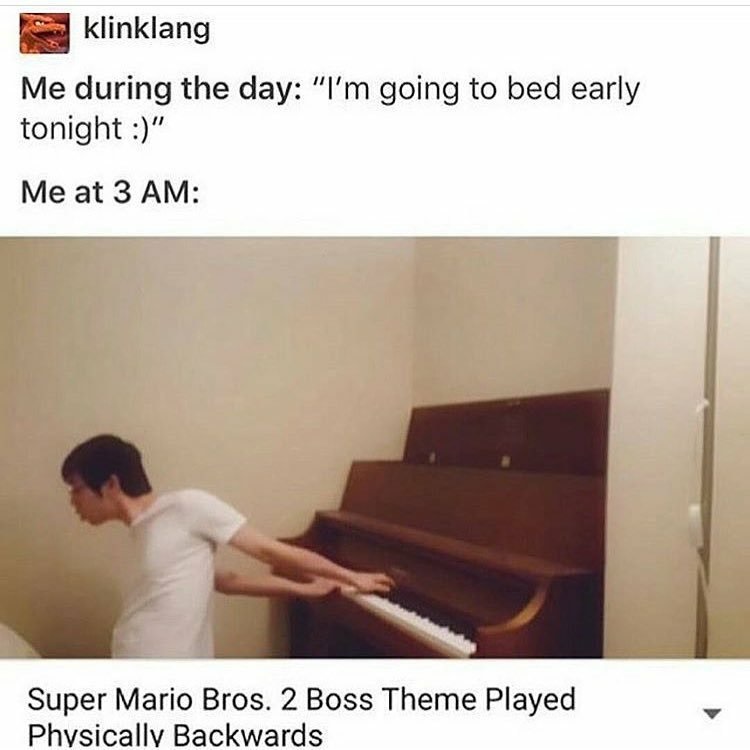 klinklang
Me during the day: “I’m going to bed early
tonight :)”
Me at 3 AM:
Super Mario Bros. 2 Boss Theme Played
Physically Backwards